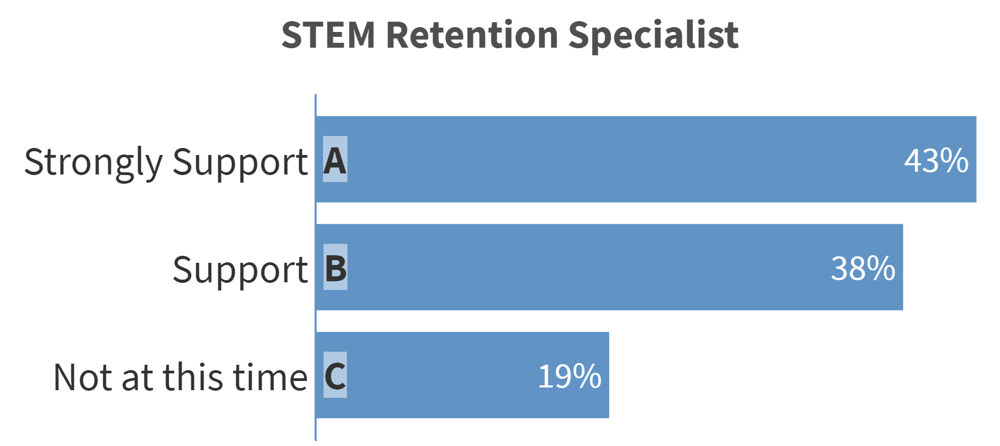 STEM Retention Specialist
Strongly Support A 43%
Support B 38%
Not at this time C 19%